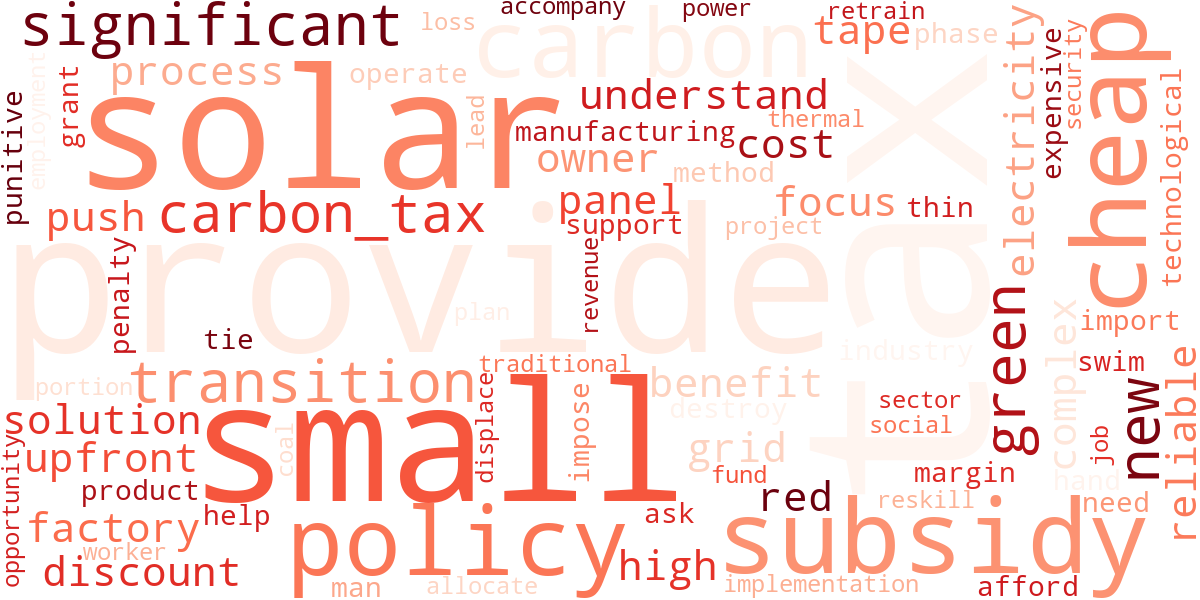 significant
loss
accompany
power
retrain
carbon
tape
phase
process
operate
solar
grant
punitive
employment
lead
understand
manufacturing
thermal
cost
owner
method
expensive
security
electricity
cheap
technological
tax
push
carbon_tax
panel
support
focus
thin
project
provide
penalty
revenue
tie
plan
industry
green
complex
import
portion
transition
traditional
benefit
destroy
swim
reliable
solution
small
displace
impose
sector
social
new
job
upfront
coal
grid
margin
opportunity
product
fund
red
reskill
hand
need
factory
help
policy
ask
subsidy
worker
discount
high
man
allocate
implementation
afford